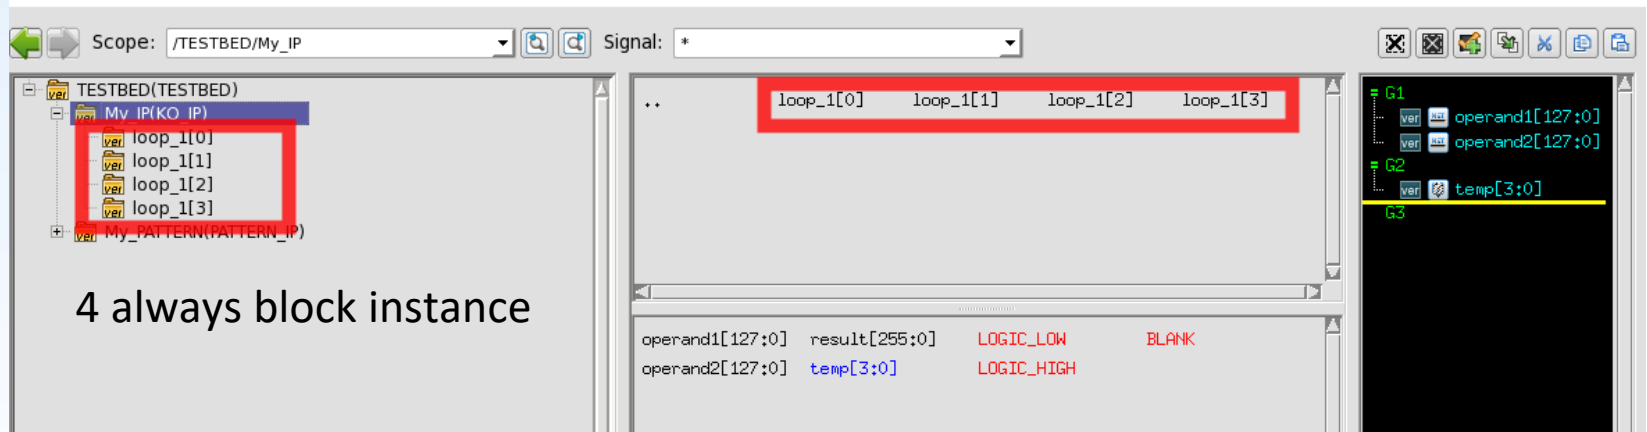 Scope: /TESTBED/My_IP Signal: *
TESTBED(TESTBED)
My_IP(KO_IP)
loop_1[0]
loop_1[1]
loop_1[2]
loop_1[3]
My_PATTERN(PATTERN_IP)
4 always block instance
.. loop_1[0] loop_1[1] loop_1[2] loop_1[3]
operand1[127:0] result[255:0] LOGIC_LOW BLANK
operand2[127:0] temp[3:0] LOGIC_HIGH
G1
ver operand1[127:0]
ver operand2[127:0]
G2
ver temp[3:0]
G3